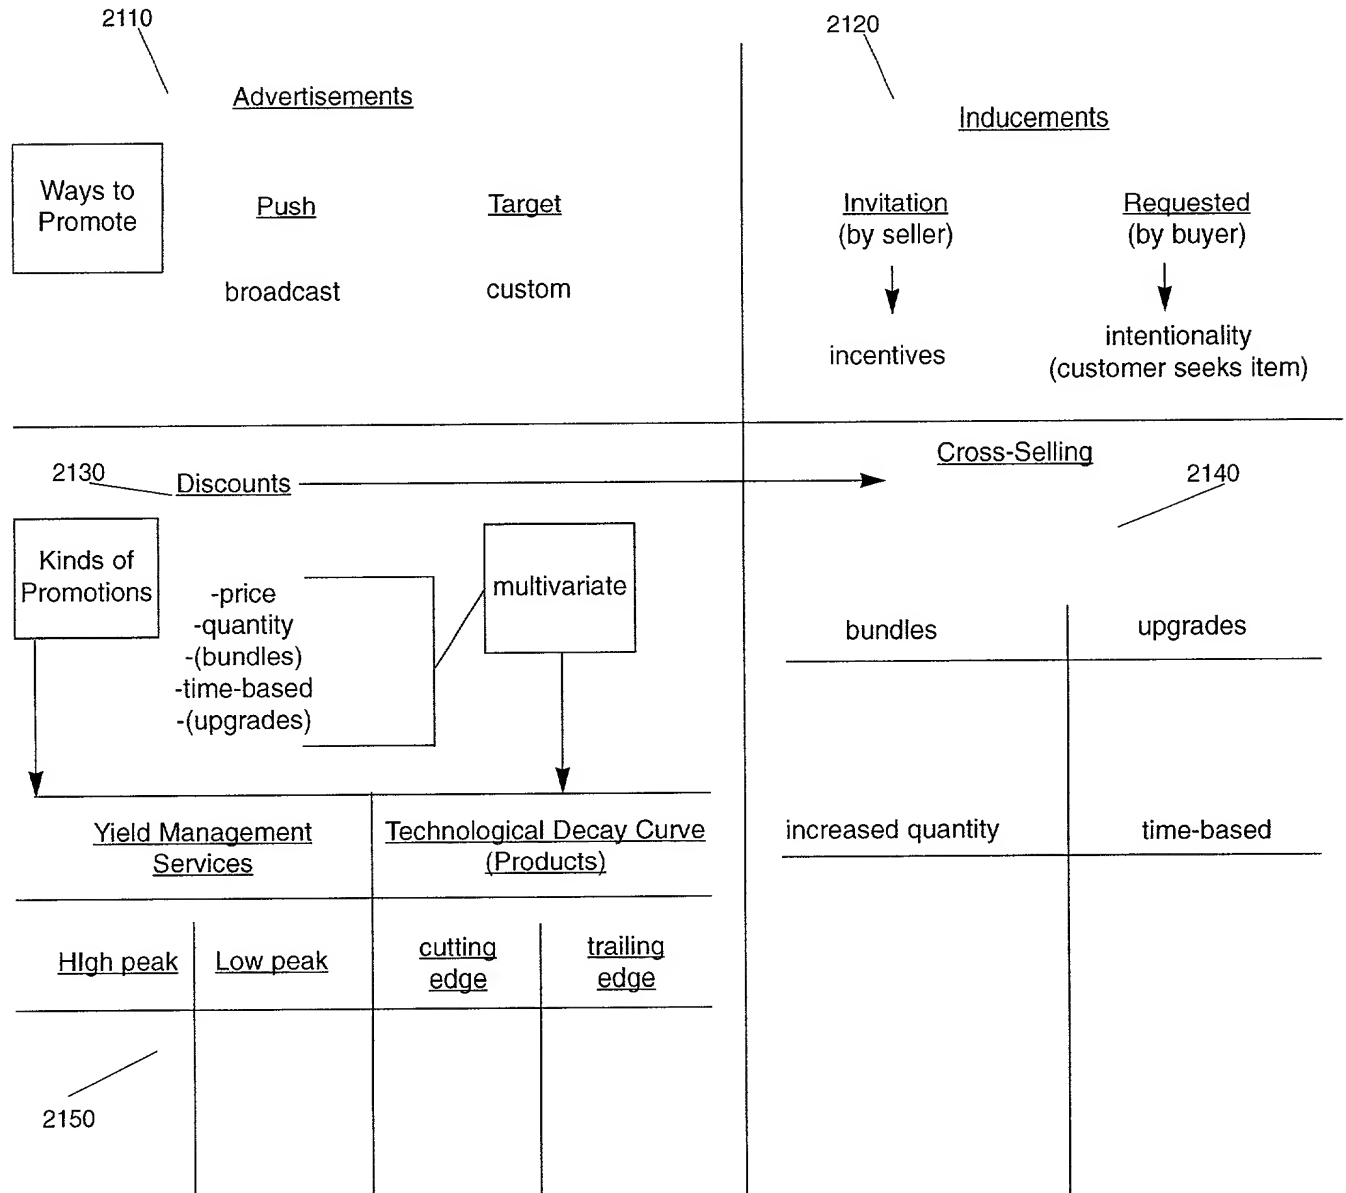 2110
2120
Advertisements
Inducements
Ways to
Promote
Push
Target
Invitation
(by seller)
Requested
(by buyer)
broadcast
custom
incentives
intentionality
(customer seeks item)
2130
Discounts
Cross-Selling
2140
Kinds of
Promotions
-price
-quantity
-(bundles)
-time-based
-(upgrades)
multivariate
bundles
upgrades
increased quantity
time-based
Yield Management
Services
Technological Decay Curve
(Products)
HIgh peak
Low peak
cutting
edge
trailing
edge
2150